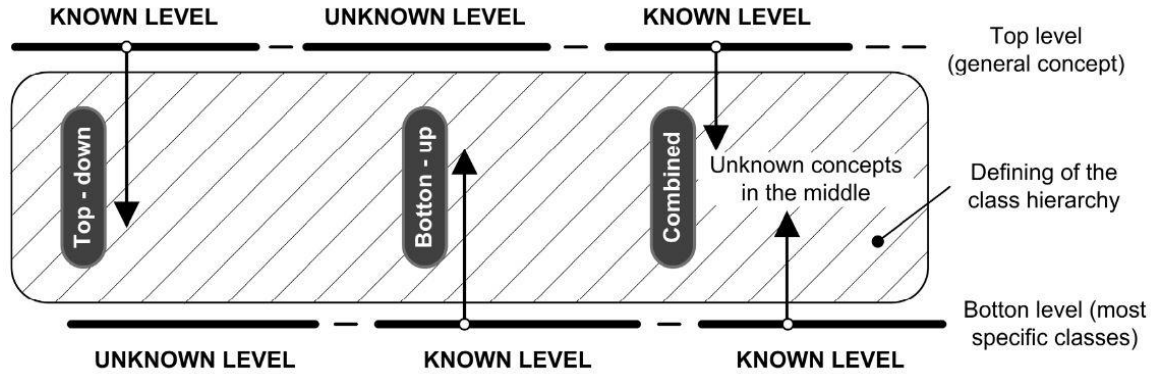 KNOWN LEVEL
UNKNOWN LEVEL
KNOWN LEVEL
Top level
(general concept)
Top - down
Botton - up
Combined
Unknown concepts
in the middle
Defining of the
class hierarchy
Botton level (most
specific classes)
UNKNOWN LEVEL
KNOWN LEVEL
KNOWN LEVEL